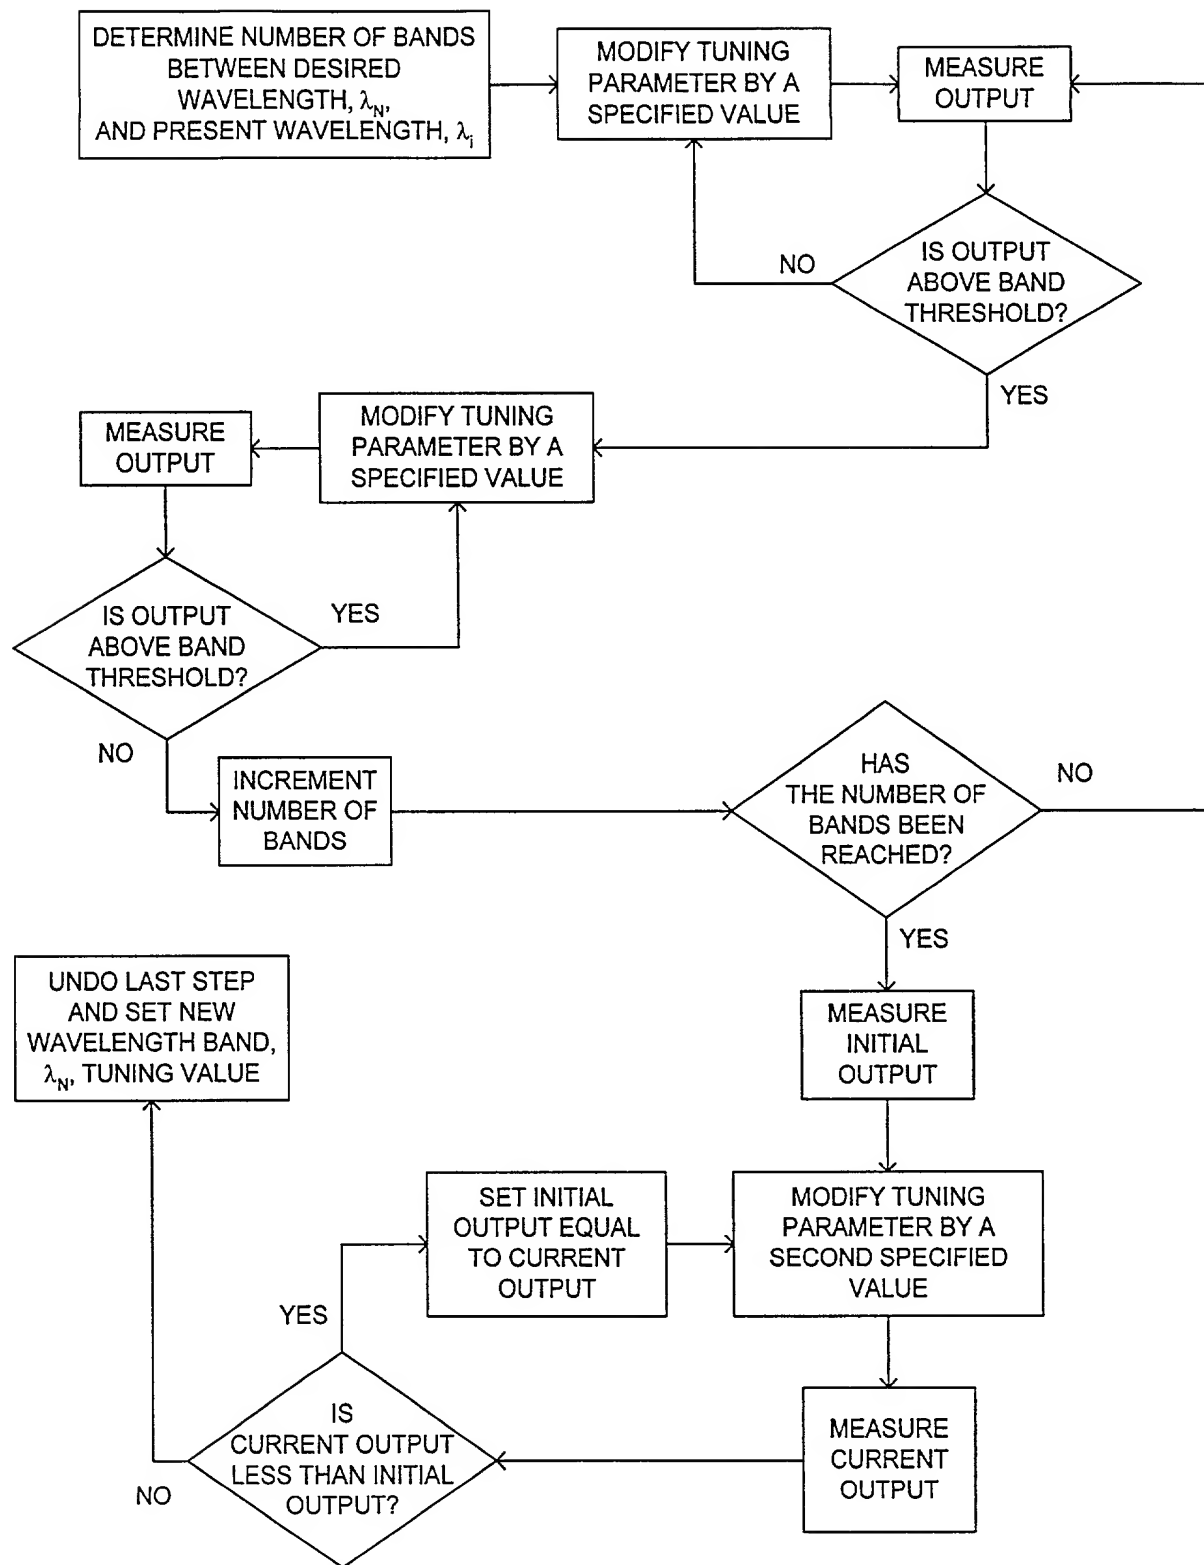 DETERMINE NUMBER OF BANDS
BETWEEN DESIRED
WAVELENGTH, λN,
AND PRESENT WAVELENGTH, λi
MODIFY TUNING
PARAMETER BY A
SPECIFIED VALUE
MEASURE
OUTPUT
NO
IS OUTPUT
ABOVE BAND
THRESHOLD?
YES
MEASURE
OUTPUT
MODIFY TUNING
PARAMETER BY A
SPECIFIED VALUE
IS OUTPUT
ABOVE BAND
THRESHOLD?
YES
NO
INCREMENT
NUMBER OF
BANDS
HAS
THE NUMBER OF
BANDS BEEN
REACHED?
NO
YES
MEASURE
INITIAL
OUTPUT
UNDO LAST STEP
AND SET NEW
WAVELENGTH BAND,
λN, TUNING VALUE
SET INITIAL
OUTPUT EQUAL
TO CURRENT
OUTPUT
MODIFY TUNING
PARAMETER BY A
SECOND SPECIFIED
VALUE
YES
IS
CURRENT OUTPUT
LESS THAN INITIAL
OUTPUT?
NO
MEASURE
CURRENT
OUTPUT